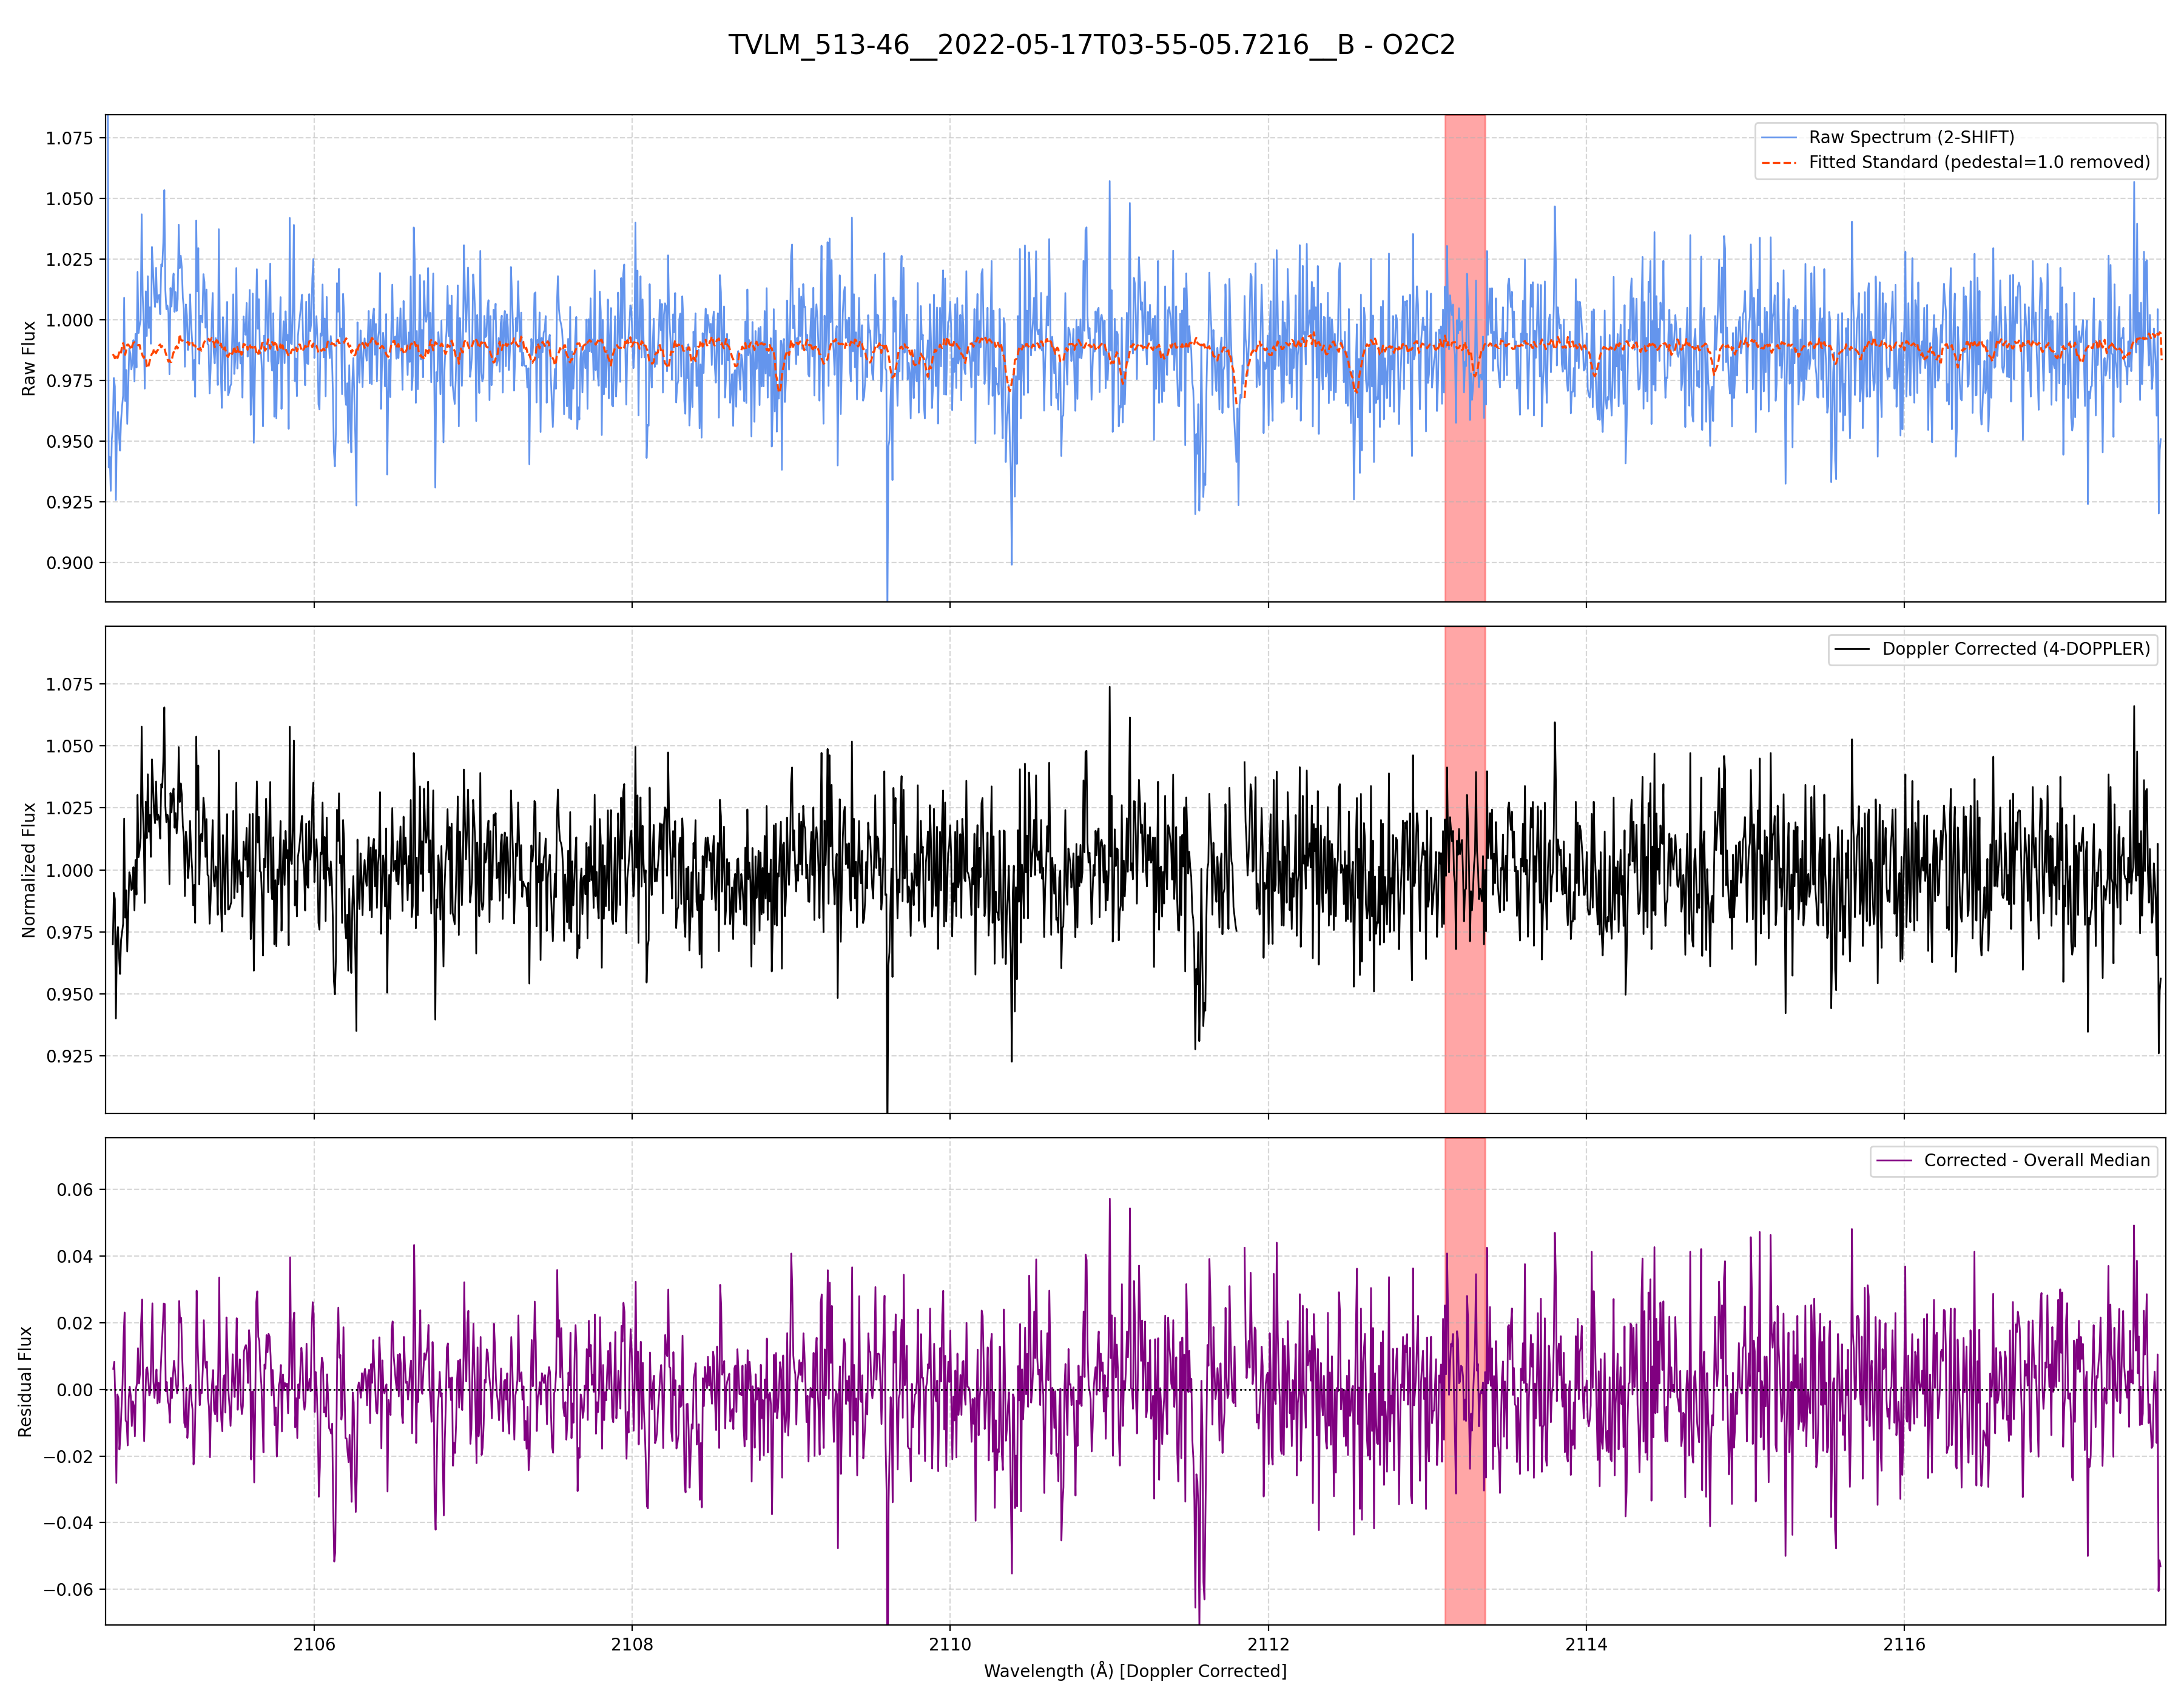 TVLM_513-46__2022-05-17T03-55-05.7216__B - O2C2
Raw Flux
1.075
1.050
1.025
1.000
0.975
0.950
0.925
0.900
Raw Spectrum (2-SHIFT)
Fitted Standard (pedestal=1.0 removed)
Normalized Flux
1.075
1.050
1.025
1.000
0.975
0.950
0.925
Doppler Corrected (4-DOPPLER)
Residual Flux
0.06
0.04
0.02
0.00
−0.02
−0.04
−0.06
Corrected - Overall Median
2106 2108 2110 2112 2114 2116
Wavelength (Å) [Doppler Corrected]